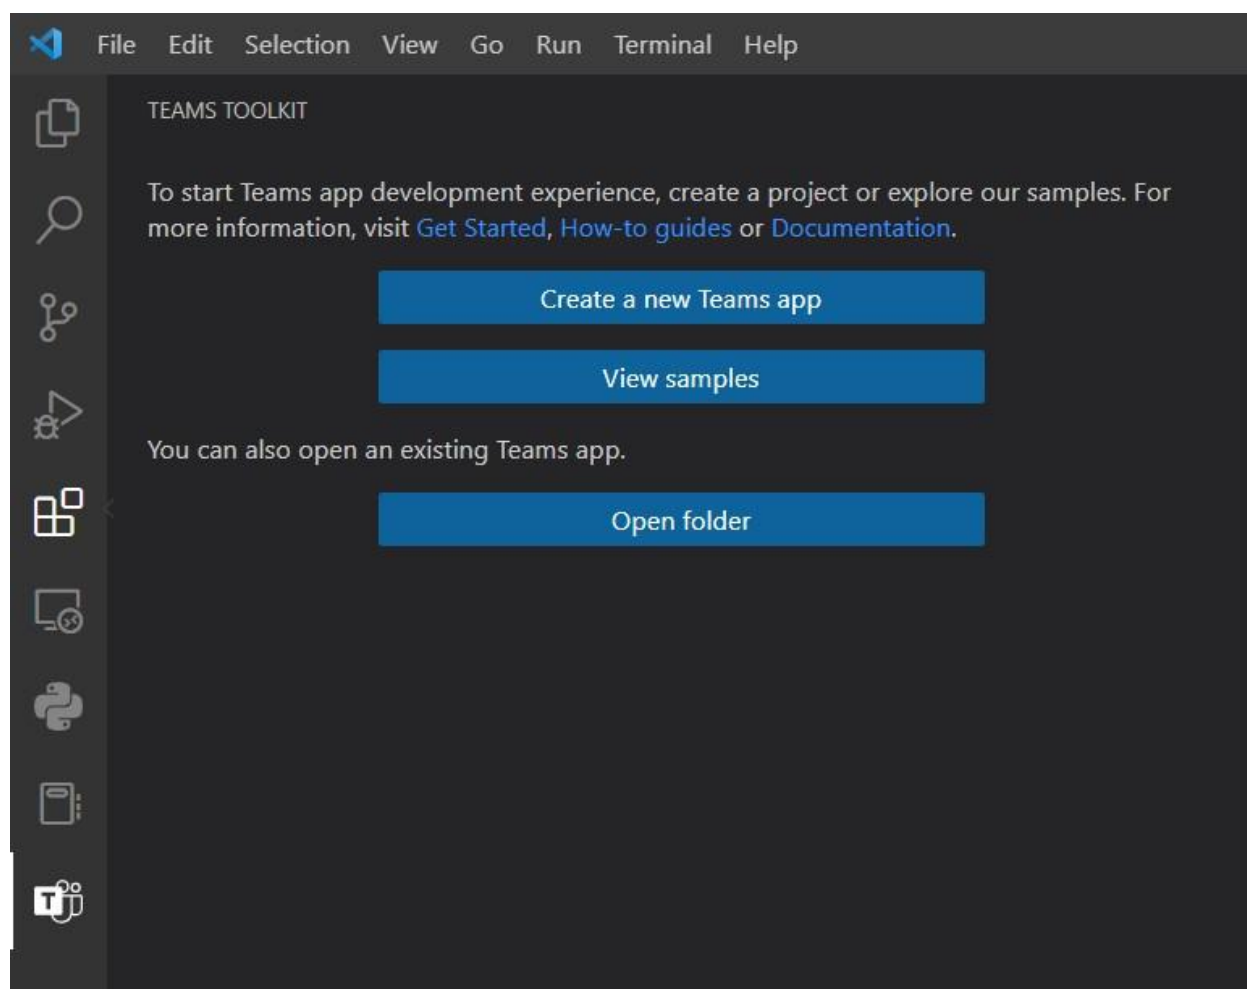 File Edit Selection View Go Run Terminal Help
TEAMS TOOLKIT
To start Teams app development experience, create a project or explore our samples. For
more information, visit Get Started, How-to guides or Documentation.
Create a new Teams app
View samples
You can also open an existing Teams app.
Open folder
T